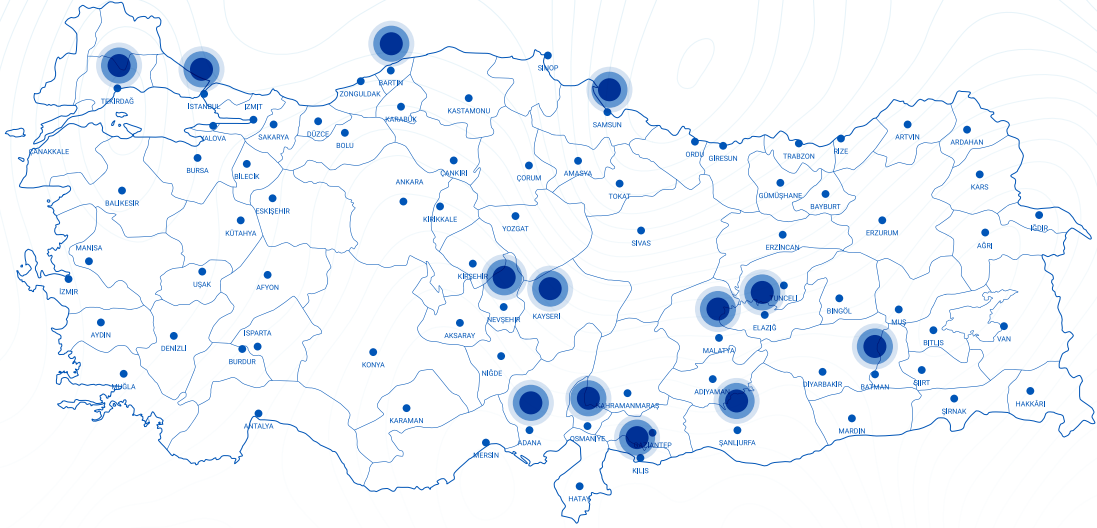 SİNOP
BARTIN
ZONGULDAK
KASTAMONU
KARABÜK
TEKİRDAĞ
İSTANBUL
İZMİT
SAMSUN
YALOVA
SAKARYA
DÜZCE
BOLU
ÇANAKKALE
ORDU
GİRESUN
TRABZON
RİZE
ARTVİN
ARDAHAN
BURSA
BİLECİK
ANKARA
ÇANKIRI
ÇORUM
AMASYA
TOKAT
GÜMÜŞHANE
BAYBURT
KARS
BALIKESİR
ESKİŞEHİR
KIRIKKALE
KÜTAHYA
YOZGAT
SİVAS
ERZİNCAN
ERZURUM
IĞDIR
AĞRI
MANİSA
İZMİR
UŞAK
AFYON
KIRŞEHİR
NEVŞEHİR
KAYSERİ
TUNCELİ
ELAZIĞ
BİNGÖL
MUŞ
AYDIN
DENİZLİ
ISPARTA
BURDUR
AKSARAY
MALATYA
BİTLİS
VAN
KONYA
NİĞDE
MUĞLA
ADIYAMAN
DİYARBAKIR
BATMAN
SİİRT
HAKKÂRİ
ŞIRNAK
KAHRAMANMARAŞ
ANTALYA
KARAMAN
MERSİN
ADANA
OSMANİYE
GAZİANTEP
ŞANLIURFA
MARDİN
KİLİS
HATAY